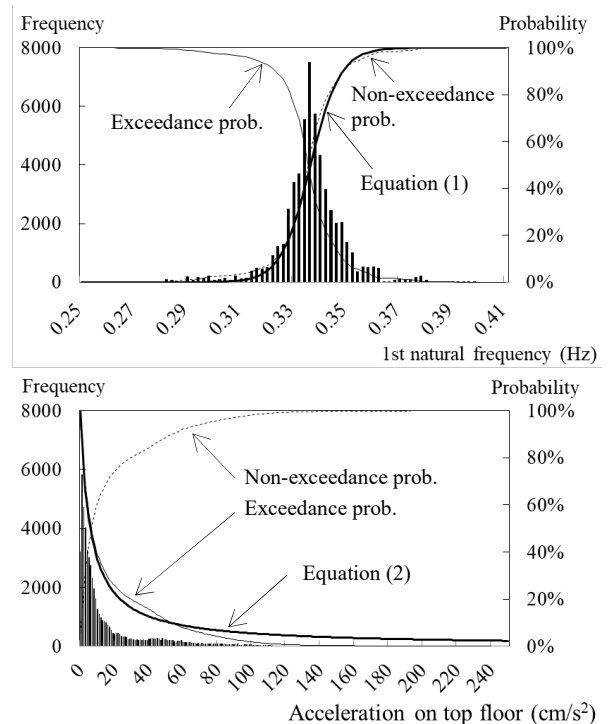 Frequency Probability
8000 100%
Non-exceedance
prob.
Exceedance prob.
6000 80%
60%
4000 Equation (1)
40%
2000 20%
0 0%
0.25 0.27 0.29 0.31 0.33 0.35 0.37 0.39 0.41
1st natural frequency (Hz)
Frequency Probability
8000 100%
6000 80%
Non-exceedance prob.
Exceedance prob.
60%
4000
40%
Equation (2)
2000 20%
0 0%
0 20 40 60 80 100 120 140 160 180 200 220 240
Acceleration on top floor (cm/s²)